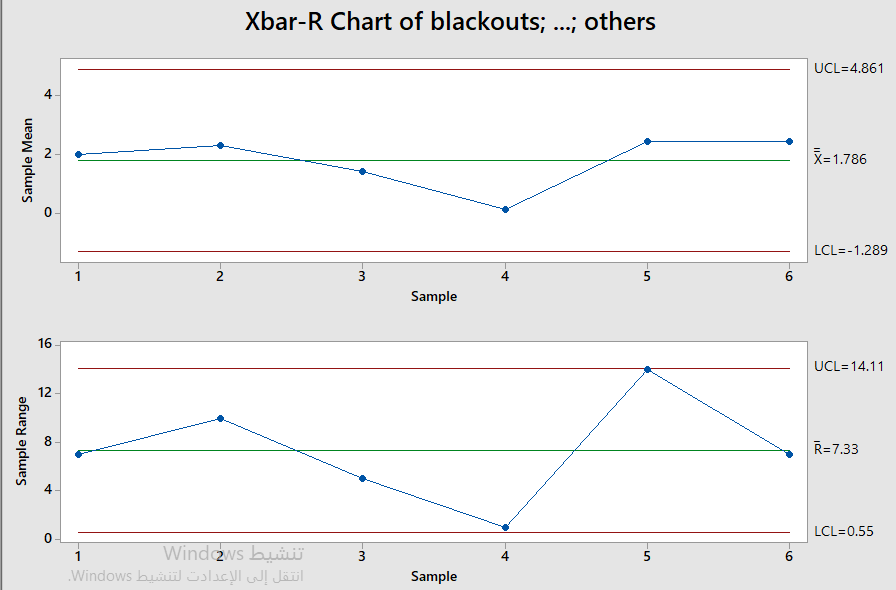 Xbar-R Chart of blackouts; ...; others
Sample Mean
4
2
0
UCL=4.861
X̿=1.786
LCL=-1.289
1 2 3 4 5 6
Sample
Sample Range
16
12
8
4
0
UCL=14.11
R̅=7.33
LCL=0.55
1 2 3 4 5 6
Sample
تنشيط Windows
انتقل إلى الإعدادت لتنشيط Windows.